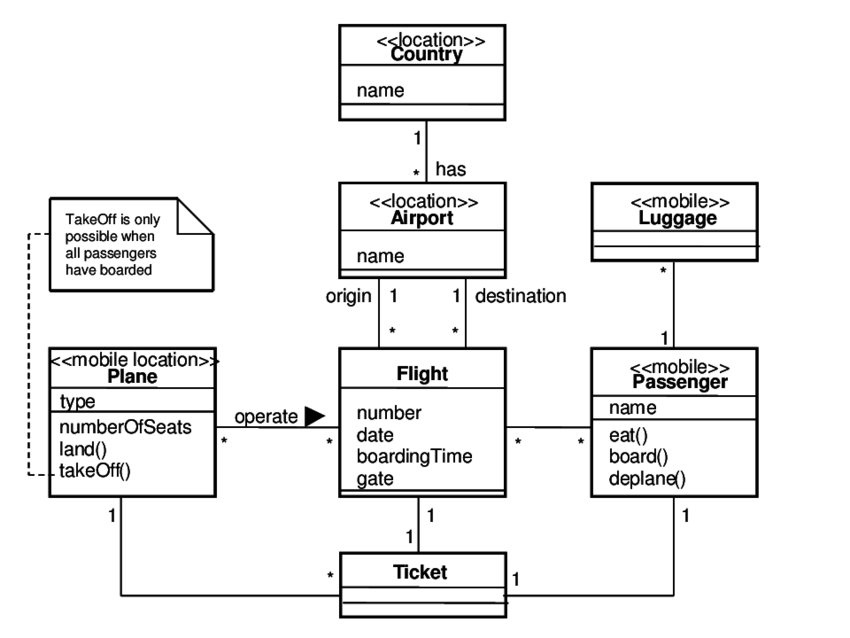 <<location>>
Country
name
1
* has
<<location>>
Airport
name
<<mobile>>
Luggage
TakeOff is only
possible when
all passengers
have boarded
origin 1 1 destination
* *
*
1
<<mobile location>>
Plane
type
numberOfSeats
land()
takeOff()
operate
* *
Flight
number
date
boardingTime
gate
* *
<<mobile>>
Passenger
name
eat()
board()
deplane()
1
1
1
1
* Ticket 1